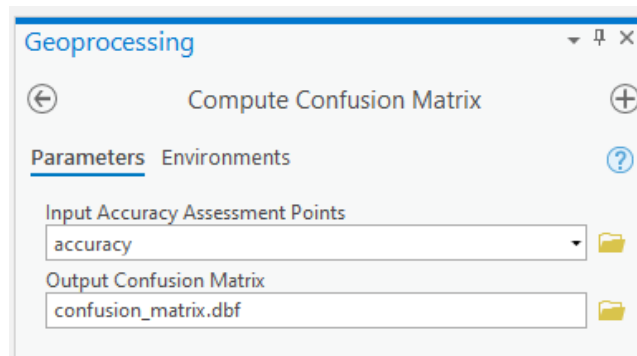 Geoprocessing
Compute Confusion Matrix
Parameters Environments
Input Accuracy Assessment Points
accuracy
Output Confusion Matrix
confusion_matrix.dbf